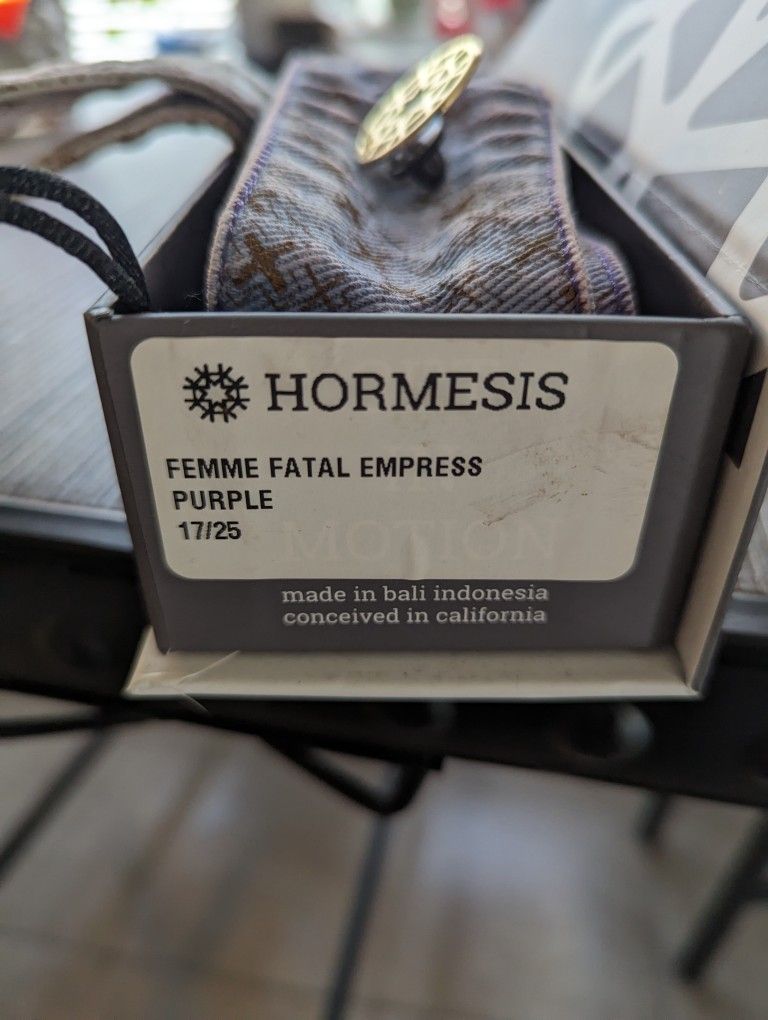 HORMESIS
FEMME FATAL EMPRESS
PURPLE
17/25
MOTION
made in bali indonesia
conceived in california